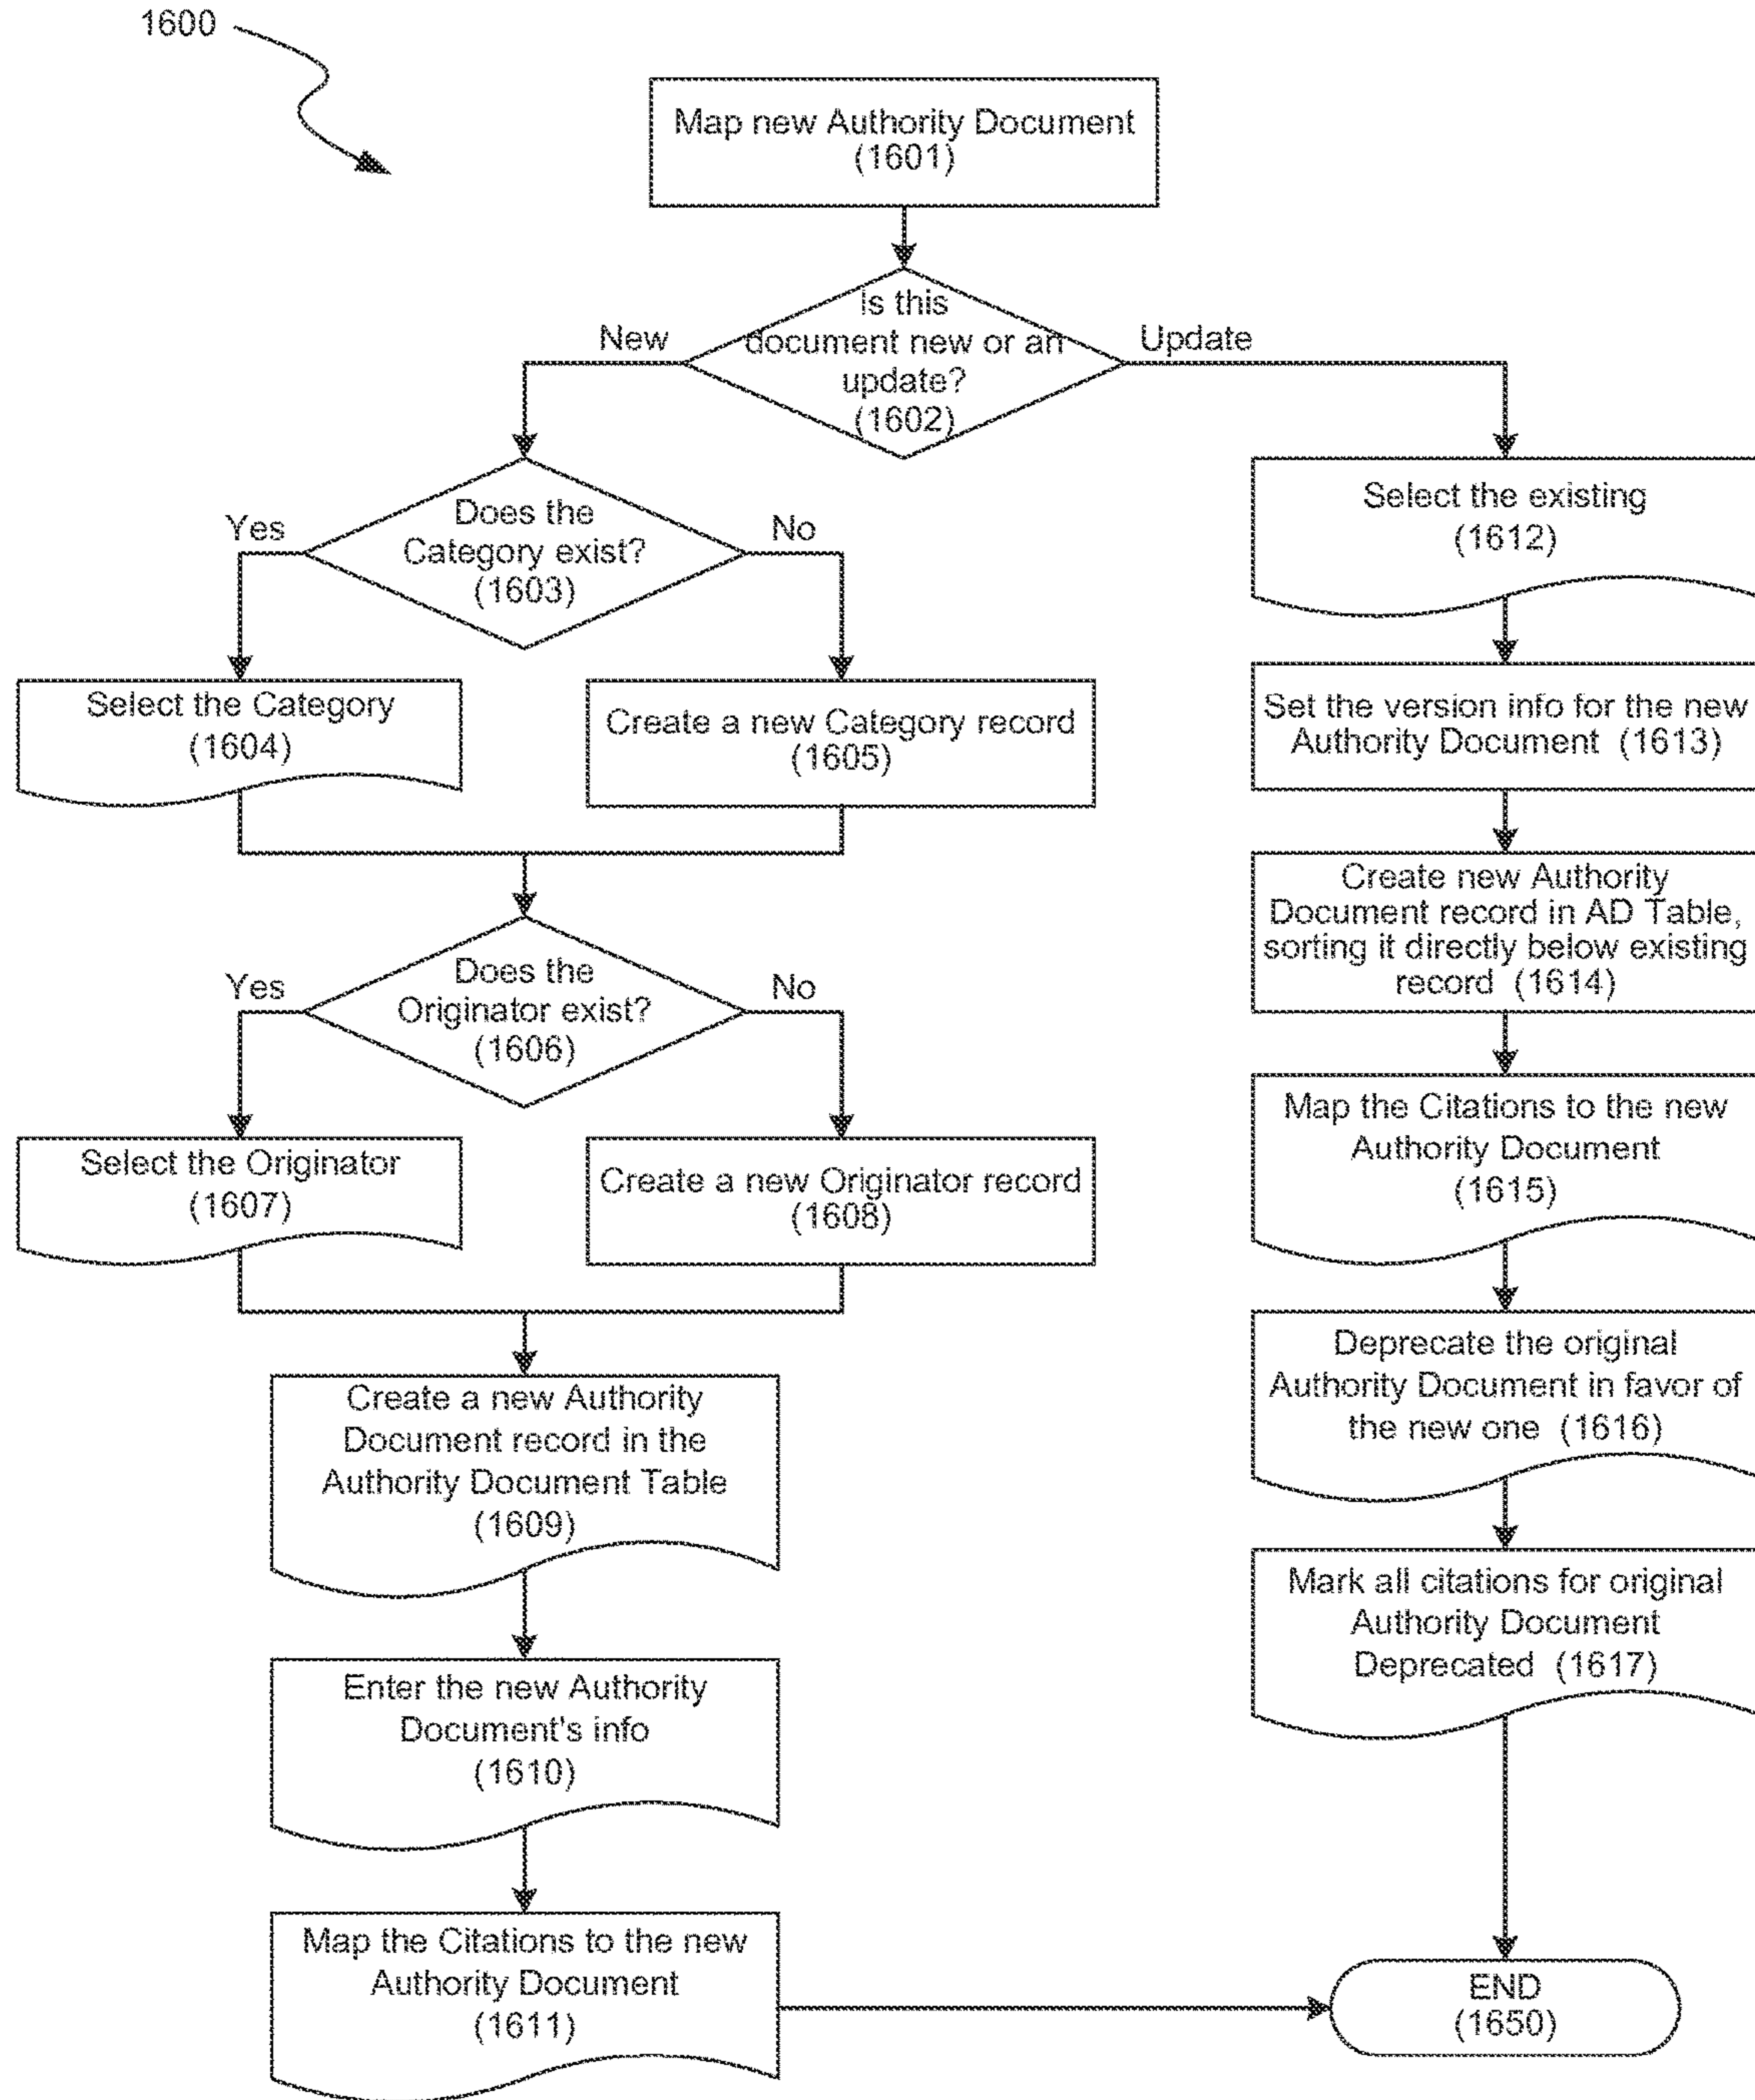 1600
Map new Authority Document
(1601)
Is this
document new or an
update?
(1602)
New
Update
Does the
Category exist?
(1603)
Yes
No
Select the Category
(1604)
Create a new Category record
(1605)
Does the
Originator exist?
(1606)
Yes
No
Select the Originator
(1607)
Create a new Originator record
(1608)
Create a new Authority
Document record in the
Authority Document Table
(1609)
Enter the new Authority
Document's info
(1610)
Map the Citations to the new
Authority Document
(1611)
Select the existing
(1612)
Set the version info for the new
Authority Document (1613)
Create new Authority
Document record in AD Table,
sorting it directly below existing
record (1614)
Map the Citations to the new
Authority Document
(1615)
Deprecate the original
Authority Document in favor of
the new one (1616)
Mark all citations for original
Authority Document
Deprecated (1617)
END
(1650)